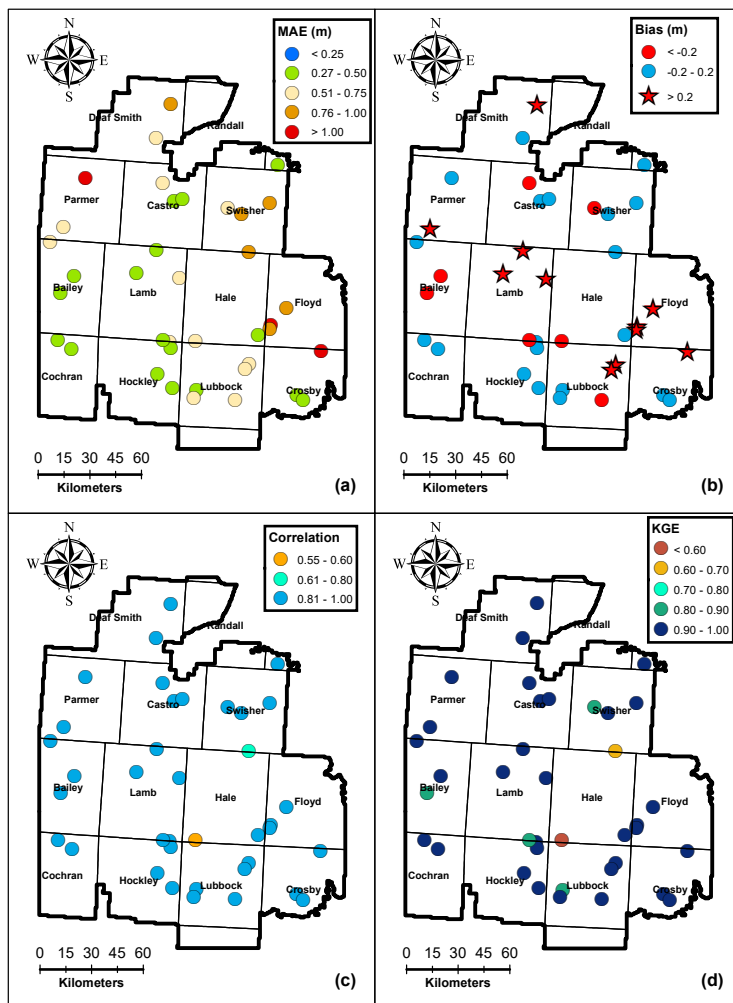 N
W E
S
MAE (m)
< 0.25
0.27 - 0.50
0.51 - 0.75
0.76 - 1.00
> 1.00
Deaf Smith
Randall
Parmer
Castro
Swisher
Bailey
Lamb
Hale
Floyd
Cochran
Hockley
Lubbock
Crosby
0 15 30 45 60
Kilometers
(a)
N
W E
S
Bias (m)
< -0.2
-0.2 - 0.2
> 0.2
Deaf Smith
Randall
Parmer
Castro
Swisher
Bailey
Lamb
Hale
Floyd
Cochran
Hockley
Lubbock
Crosby
0 15 30 45 60
Kilometers
(b)
N
W E
S
Correlation
0.55 - 0.60
0.61 - 0.80
0.81 - 1.00
Deaf Smith
Randall
Parmer
Castro
Swisher
Bailey
Lamb
Hale
Floyd
Cochran
Hockley
Lubbock
Crosby
0 15 30 45 60
Kilometers
(c)
N
W E
S
KGE
< 0.60
0.60 - 0.70
0.70 - 0.80
0.80 - 0.90
0.90 - 1.00
Deaf Smith
Randall
Parmer
Castro
Swisher
Bailey
Lamb
Hale
Floyd
Cochran
Hockley
Lubbock
Crosby
0 15 30 45 60
Kilometers
(d)